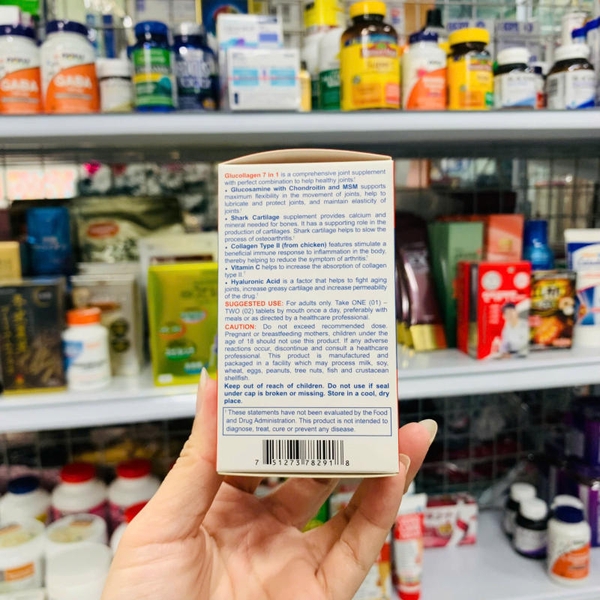 Glucollagen 7 in 1 is a comprehensive joint supplement
with perfect combination to help healthy joints.†
• Glucosamine with Chondroitin and MSM supports
maximum flexibility in the movement of joints, help to
lubricate and protect joints, and maintain elasticity of
joints.†
• Shark Cartilage supplement provides calcium and
mineral needed for bones. It has a supporting role in the
production of cartilages. Shark cartilage helps to slow the
process of osteoarthritis.†
• Collagen Type II (from chicken) features stimulate a
beneficial immune response to inflammation in the body,
thereby helping to reduce the symptom of arthritis.†
• Vitamin C helps to increase the absorption of collagen
type II.†
• Hyaluronic Acid is a factor that helps to fight aging
joints, increase greasy cartilage and increase permeability
of the drug.†
SUGGESTED USE: For adults only. Take ONE (01) –
TWO (02) tablets by mouth once a day, preferably with
meals or as directed by a healthcare professional.
CAUTION: Do not exceed recommended dose.
Pregnant or breastfeeding mothers, children under the
age of 18 should not use this product. If any adverse
reactions occur, discontinue and consult a healthcare
professional. This product is manufactured and
packaged in a facility which may process milk, soy,
wheat, eggs, peanuts, tree nuts, fish and crustacean
shellfish.
Keep out of reach of children. Do not use if seal
under cap is broken or missing. Store in a cool, dry
place.
† These statements have not been evaluated by the Food
and Drug Administration. This product is not intended to
diagnose, treat, cure or prevent any disease.
7 51273 78291 8
GABA
GABA